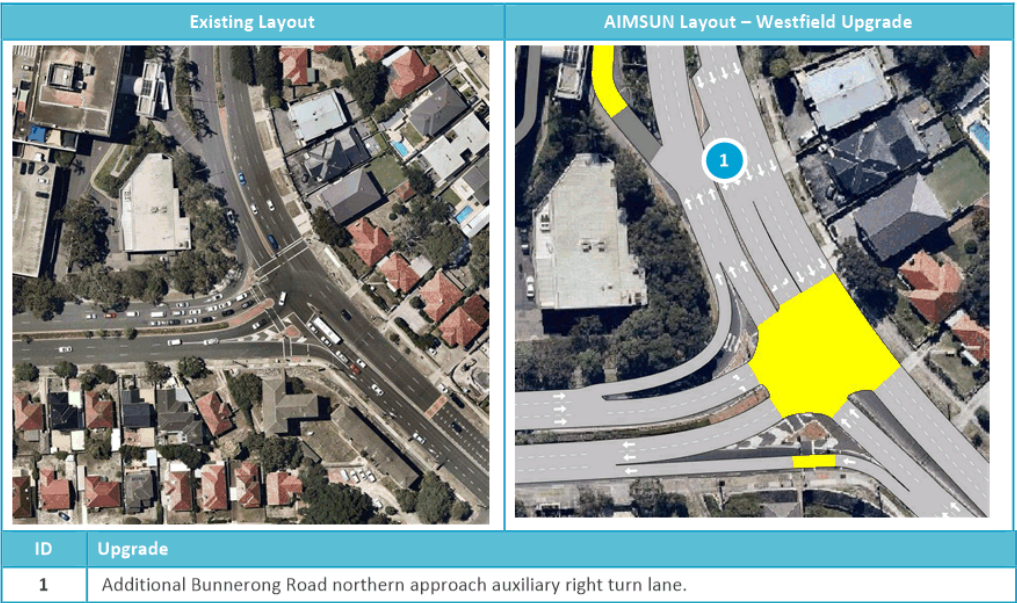 Existing Layout
AIMSUN Layout – Westfield Upgrade
1
ID
Upgrade
1
Additional Bunnerong Road northern approach auxiliary right turn lane.